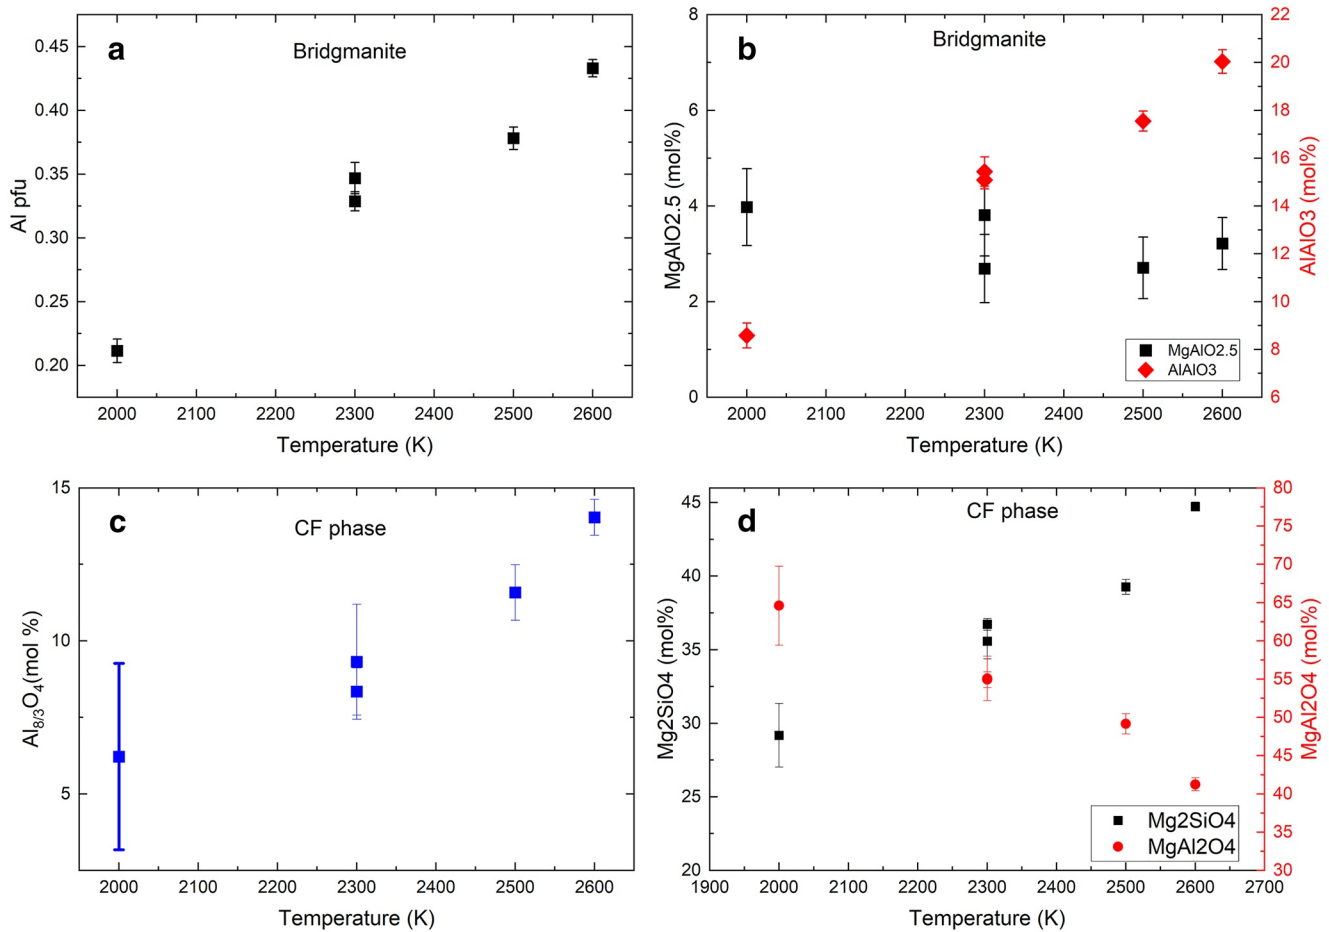 a
Bridgmanite
0.45
0.40
0.35
0.30
0.25
0.20
Al pfu
2000 2100 2200 2300 2400 2500 2600
Temperature (K)
b
Bridgmanite
8
6
4
2
0
MgAlO2.5 (mol%)
22
20
18
16
14
12
10
8
6
AlAlO3 (mol%)
MgAlO2.5
AlAlO3
2000 2100 2200 2300 2400 2500 2600
Temperature (K)
c
CF phase
15
10
5
Al8/3O4(mol %)
2000 2100 2200 2300 2400 2500 2600
Temperature (K)
d
CF phase
45
40
35
30
25
20
Mg2SiO4 (mol%)
80
75
70
65
60
55
50
45
40
35
30
MgAl2O4 (mol%)
Mg2SiO4
MgAl2O4
1900 2000 2100 2200 2300 2400 2500 2600 2700
Temperature (K)